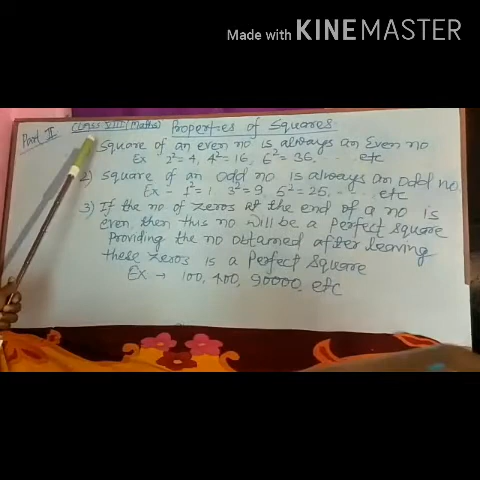 Made with KINEMASTER
Part II
Class VIII (Maths) Properties of Squares
Square of an even no is always an Even no
Ex 2²= 4, 4²= 16, 6²= 36, - - - etc
2) Square of an odd no is always an odd no
Ex - 1²= 1 3²= 9, 5²= 25, - - - etc
3) If the no of zeros at the end of a no is
even, then this no will be a Perfect square
Providing the no obtained after leaving
these zeros is a Perfect Square
Ex → 100, 400, 90000, etc